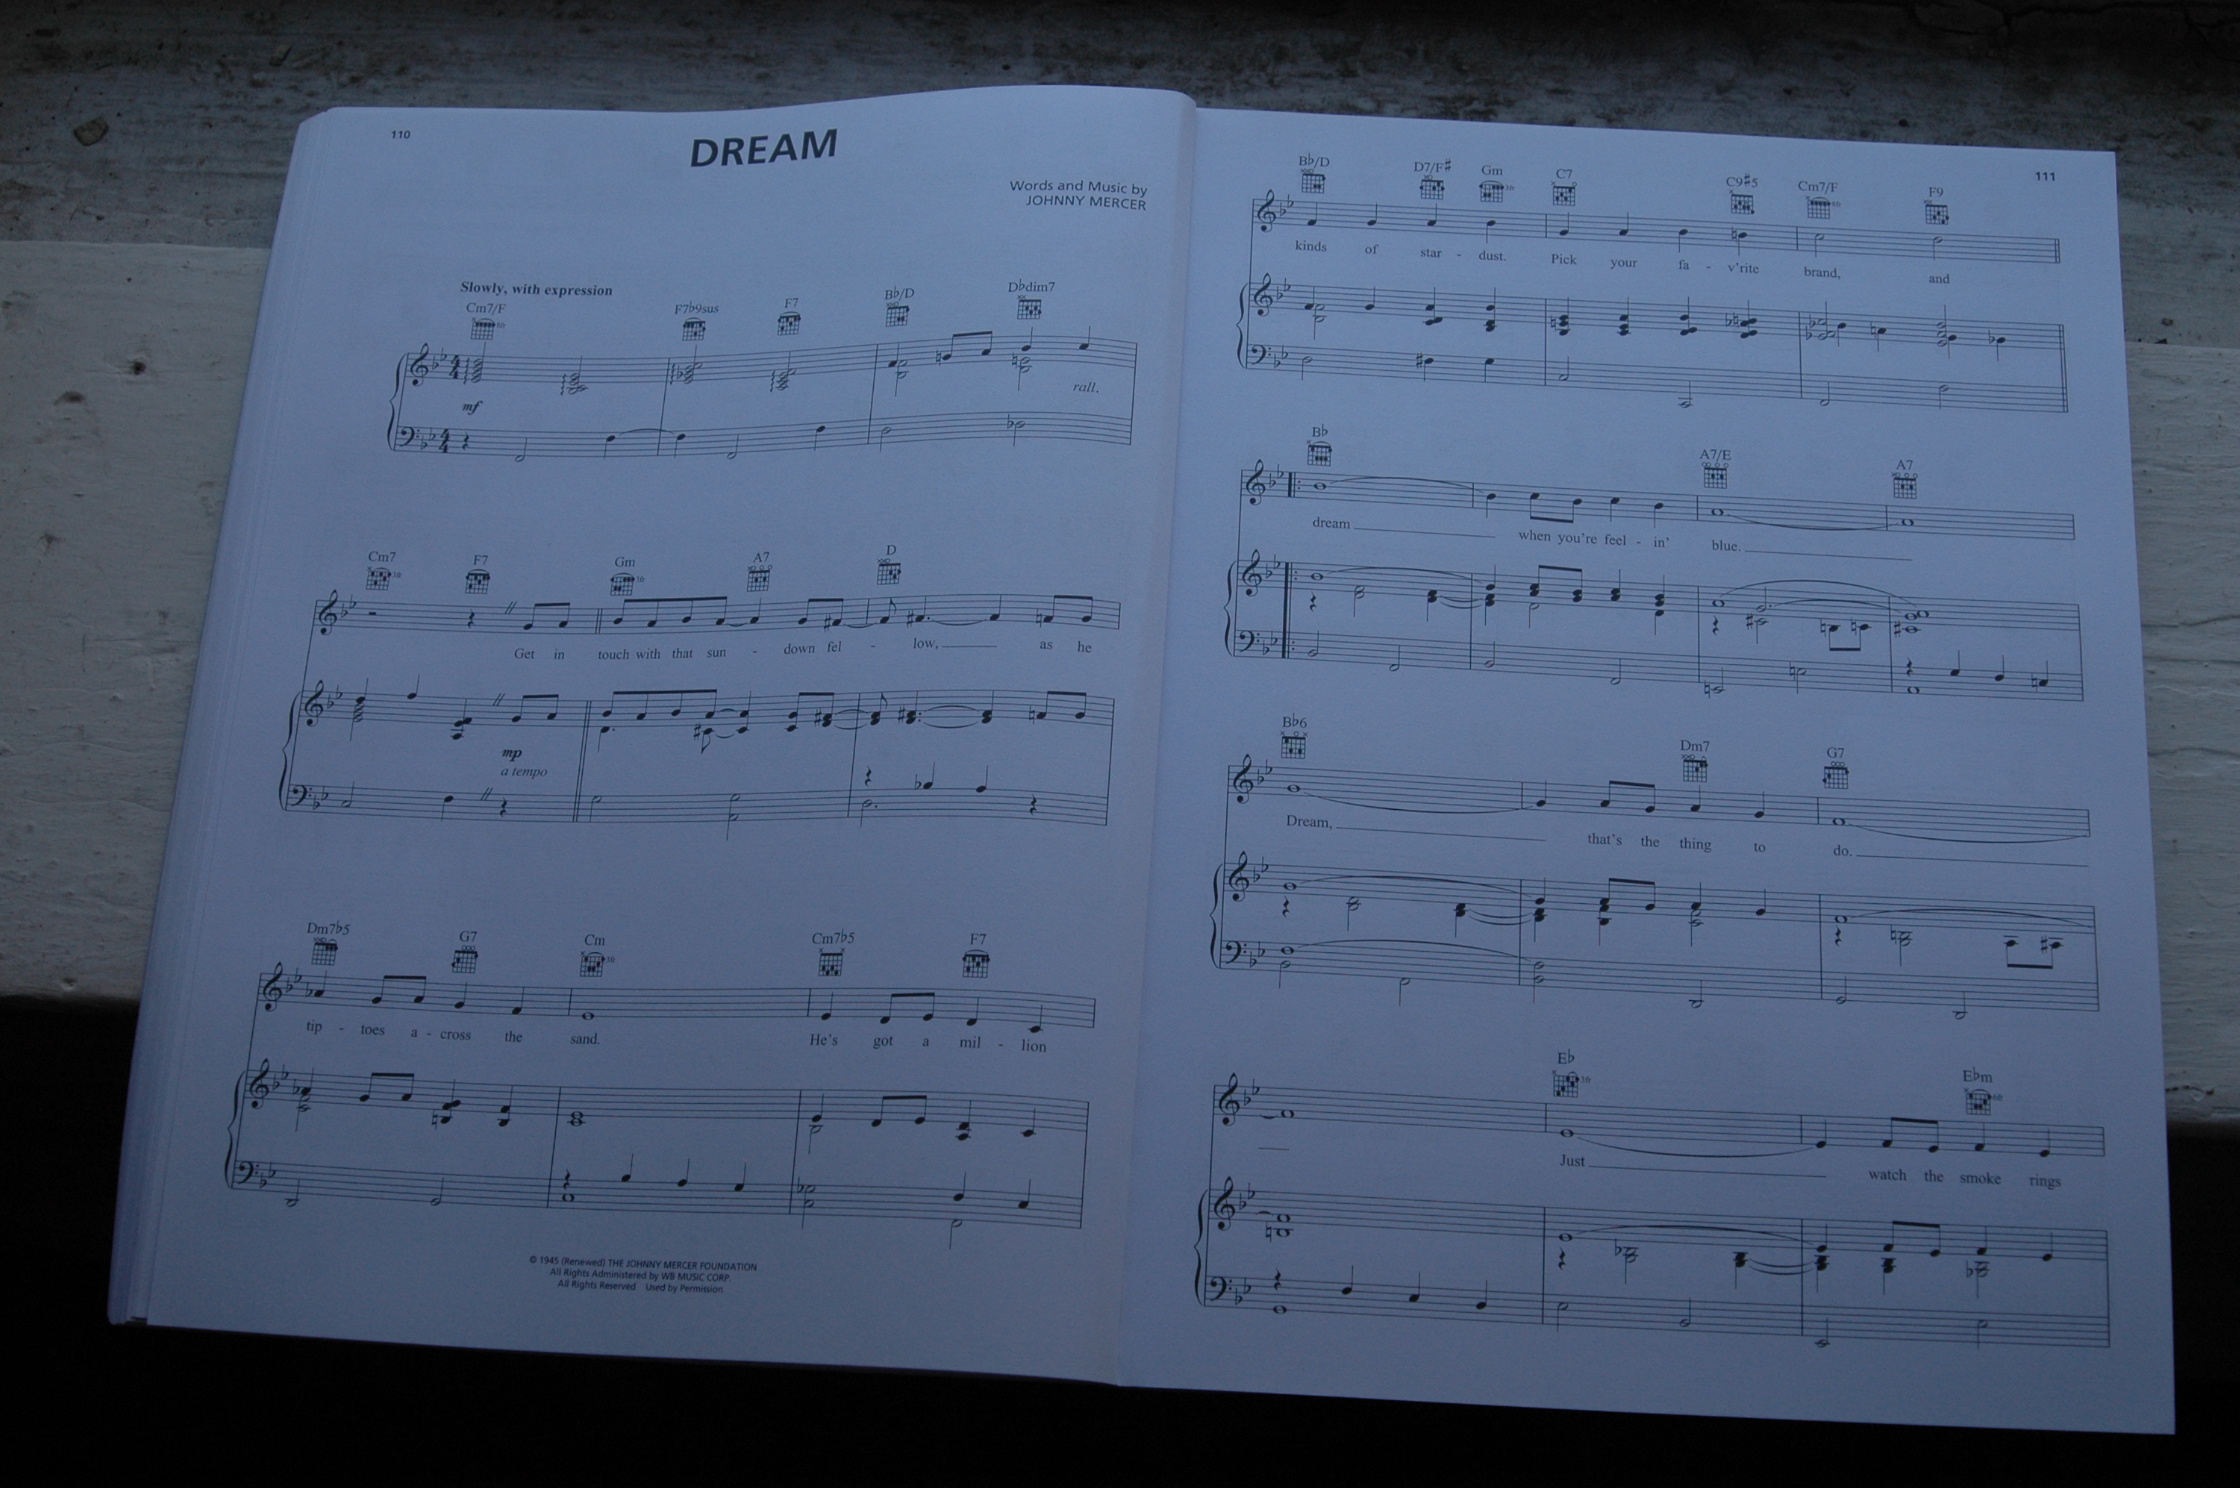 110
DREAM
Words and Music by
JOHNNY MERCER
Slowly, with expression
Cm7/F F7♭9sus F7 B♭/D D♭dim7
mf
rall.
Cm7 F7 Gm A7 D
Get in touch with that sun - down fel - low, as he
mp
a tempo
Dm7♭5 G7 Cm Cm7♭5 F7
tip - toes a - cross the sand. He's got a mil - lion
© 1945 (Renewed) THE JOHNNY MERCER FOUNDATION
All Rights Administered by WB MUSIC CORP.
All Rights Reserved Used by Permission
111
B♭/D D7/F♯ Gm C7 C9♯5 Cm7/F F9
kinds of star - dust. Pick your fa - v'rite brand, and
B♭ A7/E A7
dream when you're feel - in' blue.
B♭6 Dm7 G7
Dream, that's the thing to do.
E♭ E♭m
Just watch the smoke rings